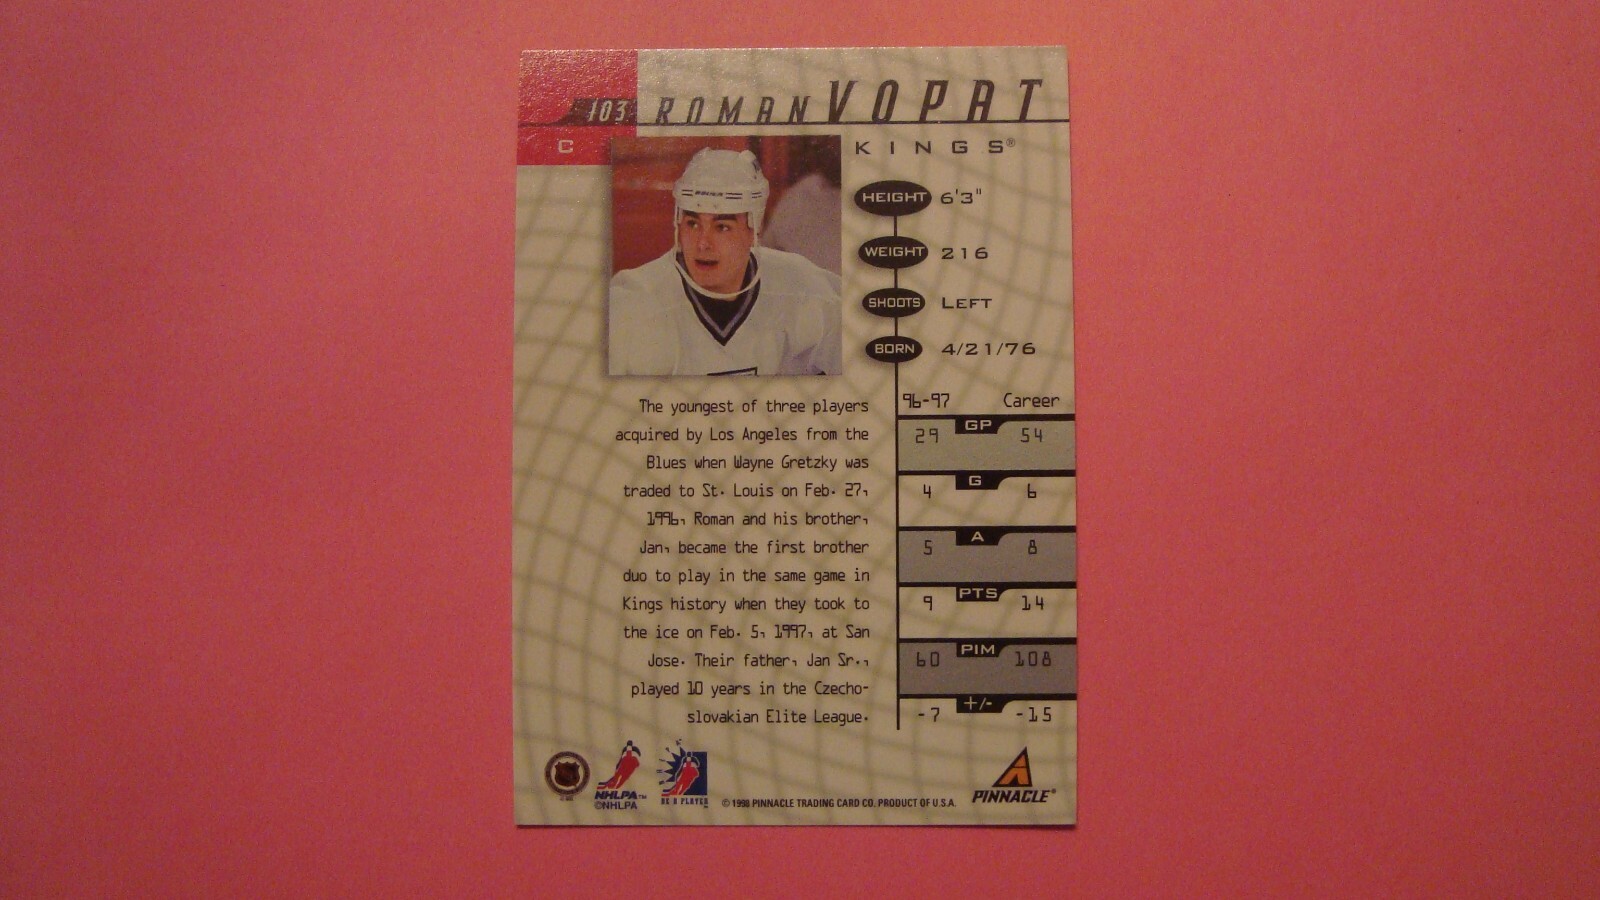 103 ROMAN VOPAT
C
KINGS®
HEIGHT 6'3"
WEIGHT 216
SHOOTS LEFT
BORN 4/21/76
The youngest of three players
acquired by Los Angeles from the
Blues when Wayne Gretzky was
traded to St. Louis on Feb. 27,
1996, Roman and his brother,
Jan, became the first brother
duo to play in the same game in
Kings history when they took to
the ice on Feb. 5, 1997, at San
Jose. Their father, Jan Sr.,
played 10 years in the Czecho-
slovakian Elite League.
96-97 Career
29 GP 54
4 G 6
5 A 8
9 PTS 14
60 PIM 108
-7 +/- -15
NHLPA™
©NHLPA
BE A PLAYER
©1998 PINNACLE TRADING CARD CO. PRODUCT OF U.S.A.
PINNACLE®